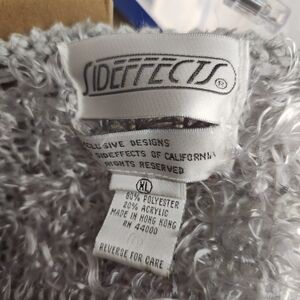 SIDEFFECTS ®
CLUSIVE DESIGNS
SIDEFFECTS OF CALIFORNIA
RIGHTS RESERVED
XL
80% POLYESTER
20% ACRYLIC
MADE IN HONG KONG
RN 44000
REVERSE FOR CARE